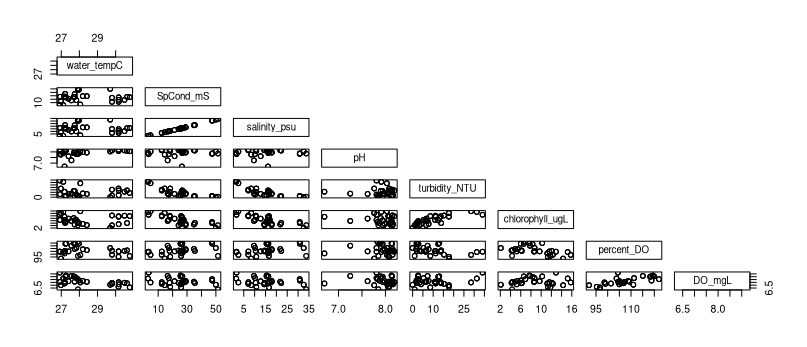 27 29
27 water_tempC
10 SpCond_mS
5 salinity_psu
7.0 pH
0 turbidity_NTU
2 chlorophyll_ugL
95 percent_DO
6.5 DO_mgL 6.5
27 29 10 30 50 5 15 25 35 7.0 8.0 0 10 25 2 6 10 16 95 110 6.5 8.0